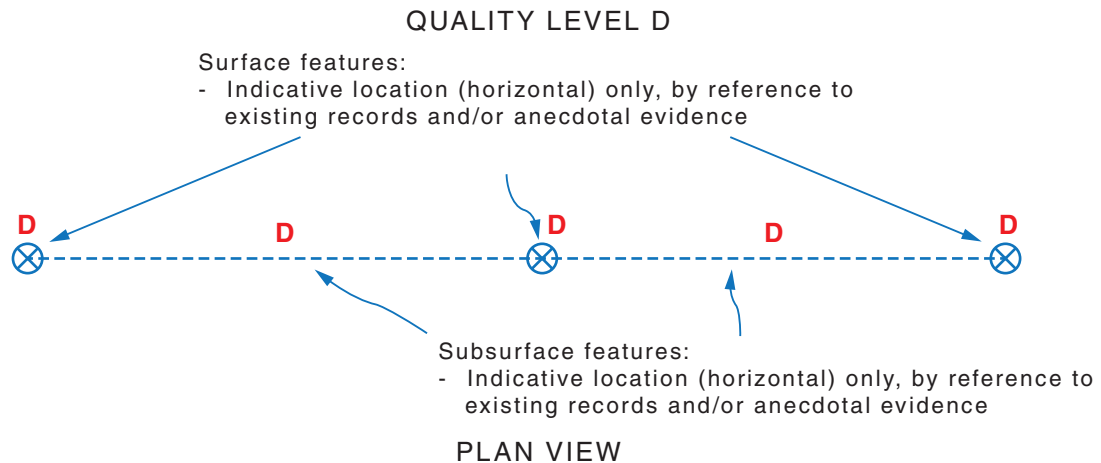 QUALITY LEVEL D
Surface features:
- Indicative location (horizontal) only, by reference to
existing records and/or anecdotal evidence
D D D D D
Subsurface features:
- Indicative location (horizontal) only, by reference to
existing records and/or anecdotal evidence
PLAN VIEW